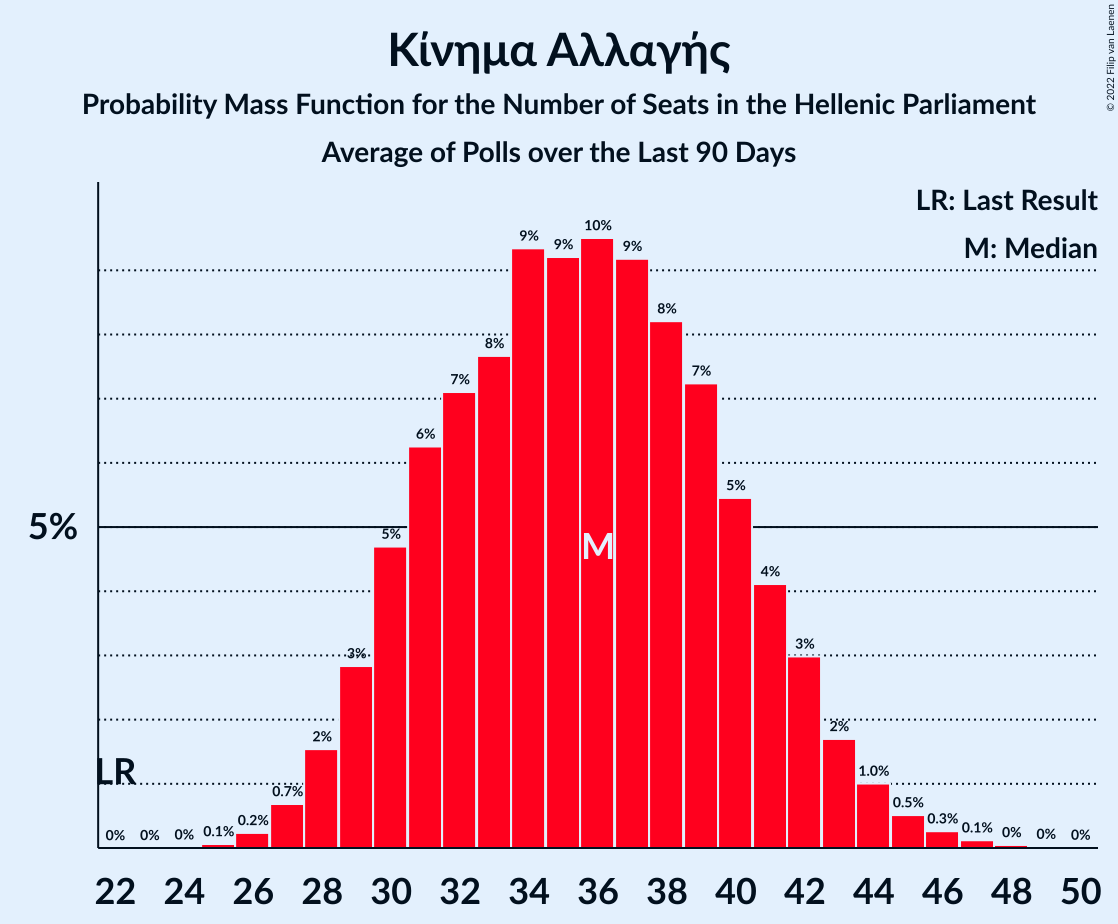 Κίνημα Αλλαγής
Probability Mass Function for the Number of Seats in the Hellenic Parliament
Average of Polls over the Last 90 Days
© 2022 Filip van Laenen
LR: Last Result
M: Median
5%
LR
M
0% 0% 0% 0.1% 0.2% 0.7% 2% 3% 5% 6% 7% 8% 9% 9% 10% 9% 8% 7% 5% 4% 3% 2% 1.0% 0.5% 0.3% 0.1% 0% 0% 0%
22 24 26 28 30 32 34 36 38 40 42 44 46 48 50